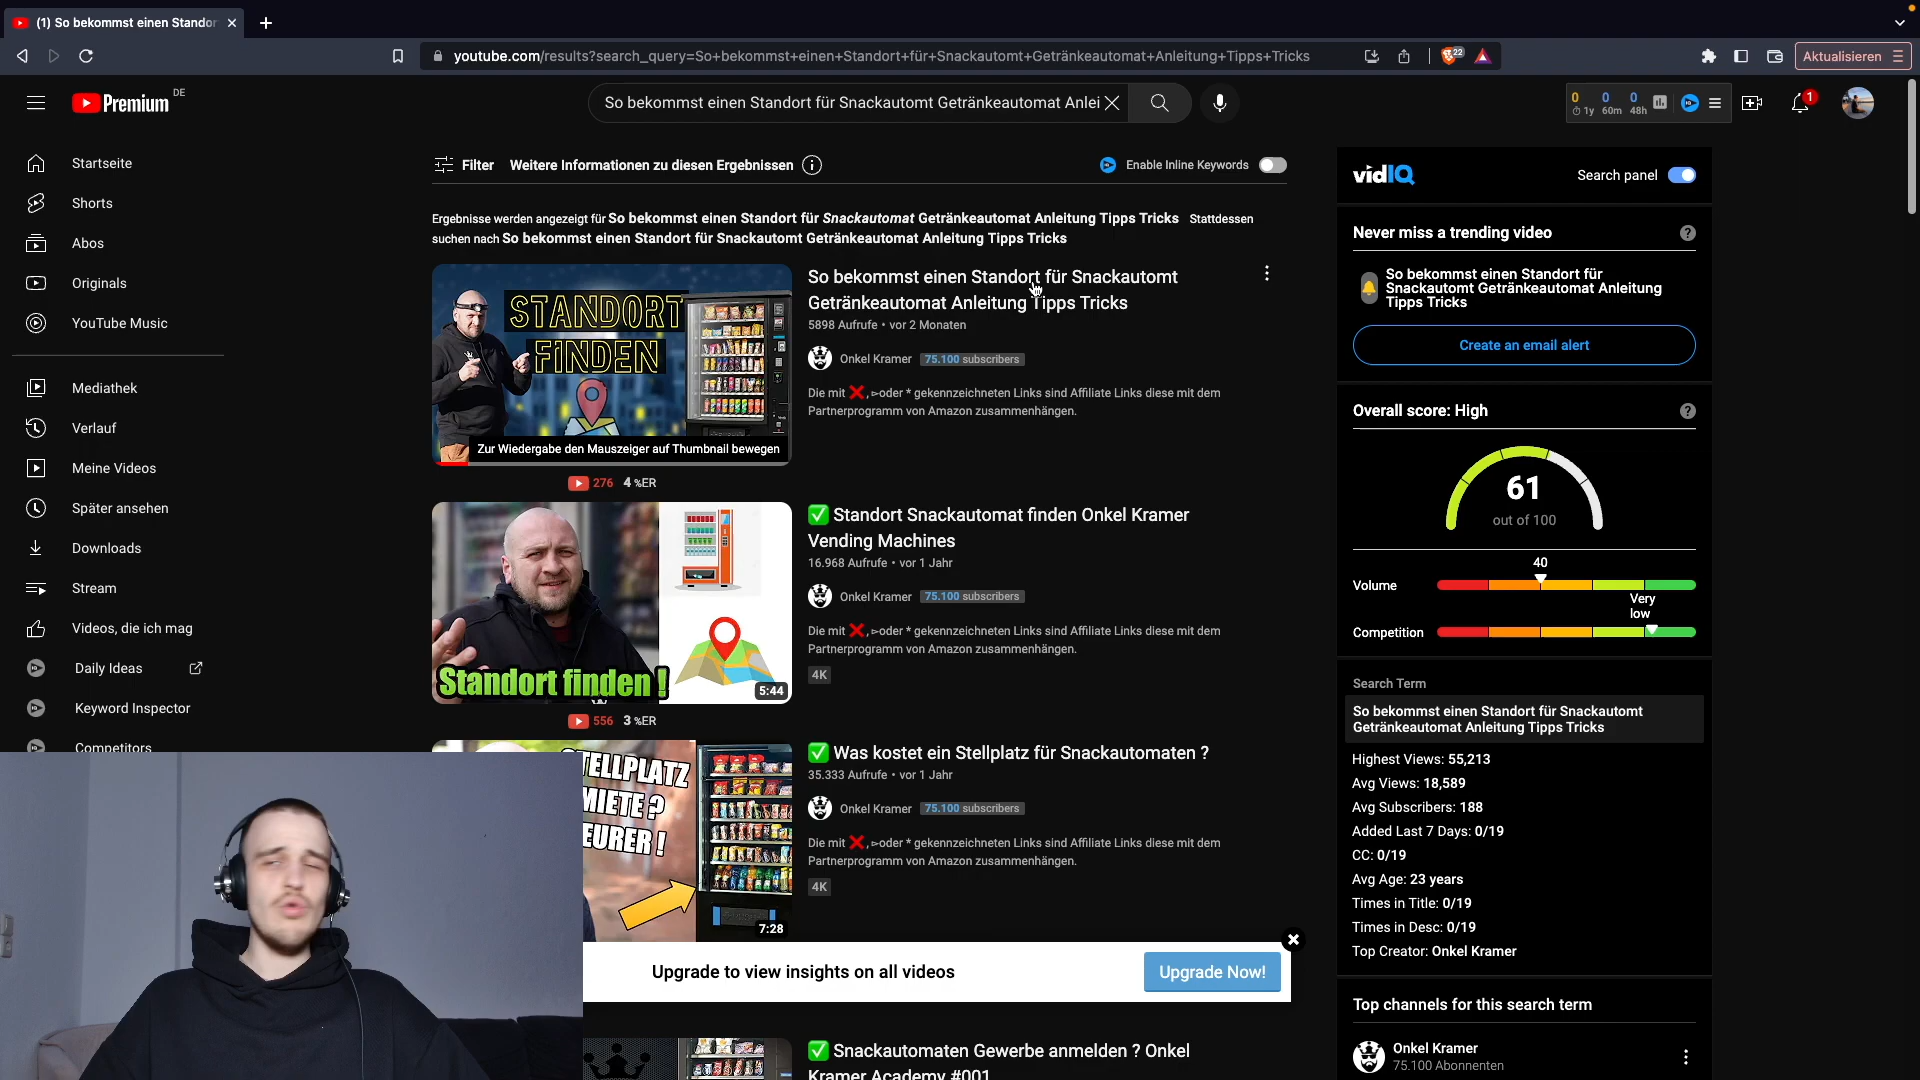 (1) So bekommst einen Standor
youtube.com/results?search_query=So+bekommst+einen+Standort+für+Snackautomt+Getränkeautomat+Anleitung+Tipps+Tricks
22
Aktualisieren
Premium DE
So bekommst einen Standort für Snackautomt Getränkeautomat Anlei
0 0 0
1y 60m 48h
1
Startseite
Shorts
Abos
Originals
YouTube Music
Mediathek
Verlauf
Meine Videos
Später ansehen
Downloads
Stream
Videos, die ich mag
Daily Ideas
Keyword Inspector
Competitors
Filter Weitere Informationen zu diesen Ergebnissen
Enable Inline Keywords
Ergebnisse werden angezeigt für So bekommst einen Standort für Snackautomat Getränkeautomat Anleitung Tipps Tricks Stattdessen
suchen nach So bekommst einen Standort für Snackautomt Getränkeautomat Anleitung Tipps Tricks
STANDORT
FINDEN
Zur Wiedergabe den Mauszeiger auf Thumbnail bewegen
276 4 %ER
So bekommst einen Standort für Snackautomt
Getränkeautomat Anleitung Tipps Tricks
5898 Aufrufe • vor 2 Monaten
Onkel Kramer 75.100 subscribers
Die mit ❌,➳oder * gekennzeichneten Links sind Affiliate Links diese mit dem
Partnerprogramm von Amazon zusammenhängen.
Standort finden !
5:44
556 3 %ER
✅ Standort Snackautomat finden Onkel Kramer
Vending Machines
16.968 Aufrufe • vor 1 Jahr
Onkel Kramer 75.100 subscribers
Die mit ❌,➳oder * gekennzeichneten Links sind Affiliate Links diese mit dem
Partnerprogramm von Amazon zusammenhängen.
4K
TELLPLATZ
MIETE ?
EURER !
7:28
✅ Was kostet ein Stellplatz für Snackautomaten ?
35.333 Aufrufe • vor 1 Jahr
Onkel Kramer 75.100 subscribers
Die mit ❌,➳oder * gekennzeichneten Links sind Affiliate Links diese mit dem
Partnerprogramm von Amazon zusammenhängen.
4K
Upgrade to view insights on all videos
Upgrade Now!
✅ Snackautomaten Gewerbe anmelden ? Onkel
Kramer Academy #001
vidIQ
Search panel
Never miss a trending video
So bekommst einen Standort für
Snackautomt Getränkeautomat Anleitung
Tipps Tricks
Create an email alert
Overall score: High
61
out of 100
40
Volume
Very
low
Competition
Search Term
So bekommst einen Standort für Snackautomt
Getränkeautomat Anleitung Tipps Tricks
Highest Views: 55,213
Avg Views: 18,589
Avg Subscribers: 188
Added Last 7 Days: 0/19
CC: 0/19
Avg Age: 23 years
Times in Title: 0/19
Times in Desc: 0/19
Top Creator: Onkel Kramer
Top channels for this search term
Onkel Kramer
75.100 Abonnenten